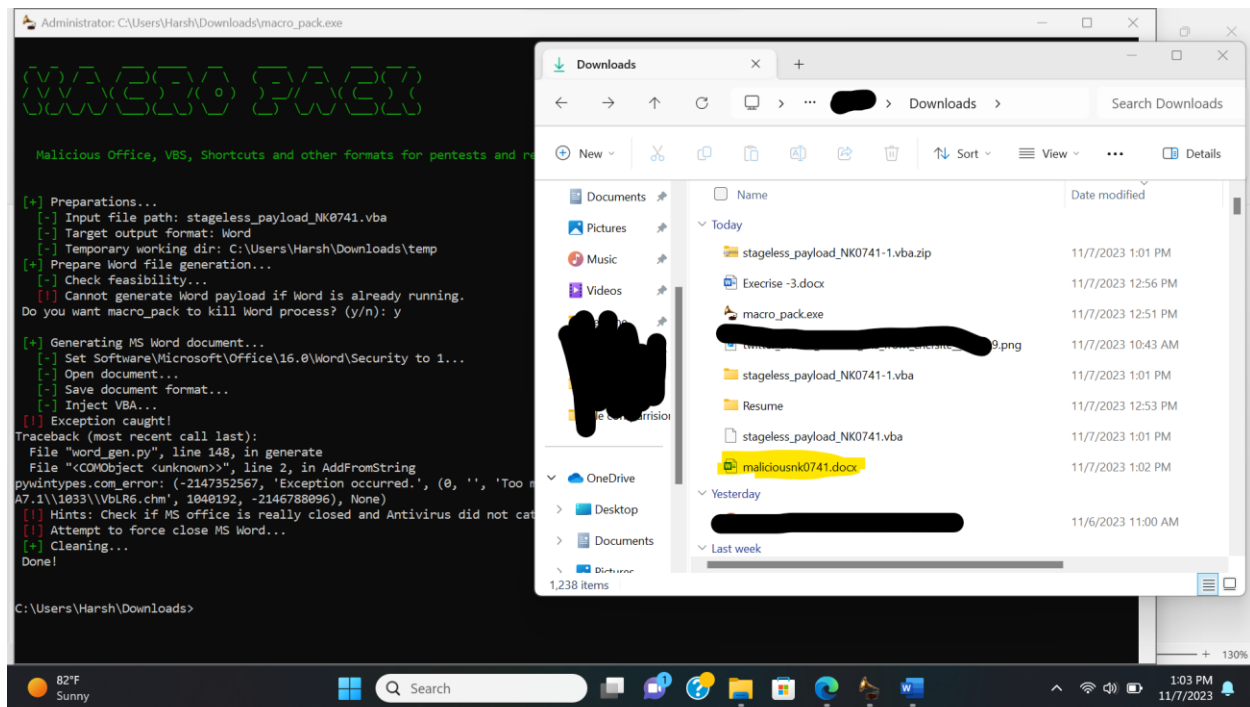 Administrator: C:\Users\Harsh\Downloads\macro_pack.exe
MACRO PACK
Malicious Office, VBS, Shortcuts and other formats for pentests and re
[+] Preparations...
[-] Input file path: stageless_payload_NK0741.vba
[-] Target output format: Word
[-] Temporary working dir: C:\Users\Harsh\Downloads\temp
[+] Prepare Word file generation...
[-] Check feasibility...
[!] Cannot generate Word payload if Word is already running.
Do you want macro_pack to kill Word process? (y/n): y
[+] Generating MS Word document...
[-] Set Software\Microsoft\Office\16.0\Word\Security to 1...
[-] Open document...
[-] Save document format...
[-] Inject VBA...
[!] Exception caught!
Traceback (most recent call last):
File "word_gen.py", line 148, in generate
File "<COMObject <unknown>>", line 2, in AddFromString
pywintypes.com_error: (-2147352567, 'Exception occurred.', (0, '', 'Too m
A7.1\\1033\\VbLR6.chm', 1040192, -2146788096), None)
[!] Hints: Check if MS office is really closed and Antivirus did not cat
[!] Attempt to force close MS Word...
[+] Cleaning...
Done!
C:\Users\Harsh\Downloads>
Downloads
Downloads
Search Downloads
New
Sort
View
Details
Documents
Pictures
Music
Videos
OneDrive
Desktop
Documents
Pictures
Name Date modified
Today
stageless_payload_NK0741-1.vba.zip 11/7/2023 1:01 PM
Execrise -3.docx 11/7/2023 12:56 PM
macro_pack.exe 11/7/2023 12:51 PM
9.png 11/7/2023 10:43 AM
stageless_payload_NK0741-1.vba 11/7/2023 1:01 PM
Resume 11/7/2023 12:53 PM
stageless_payload_NK0741.vba 11/7/2023 1:01 PM
maliciousnk0741.docx 11/7/2023 1:02 PM
Yesterday
11/6/2023 11:00 AM
Last week
1,238 items
130%
82°F
Sunny
Search
1
1:03 PM
11/7/2023